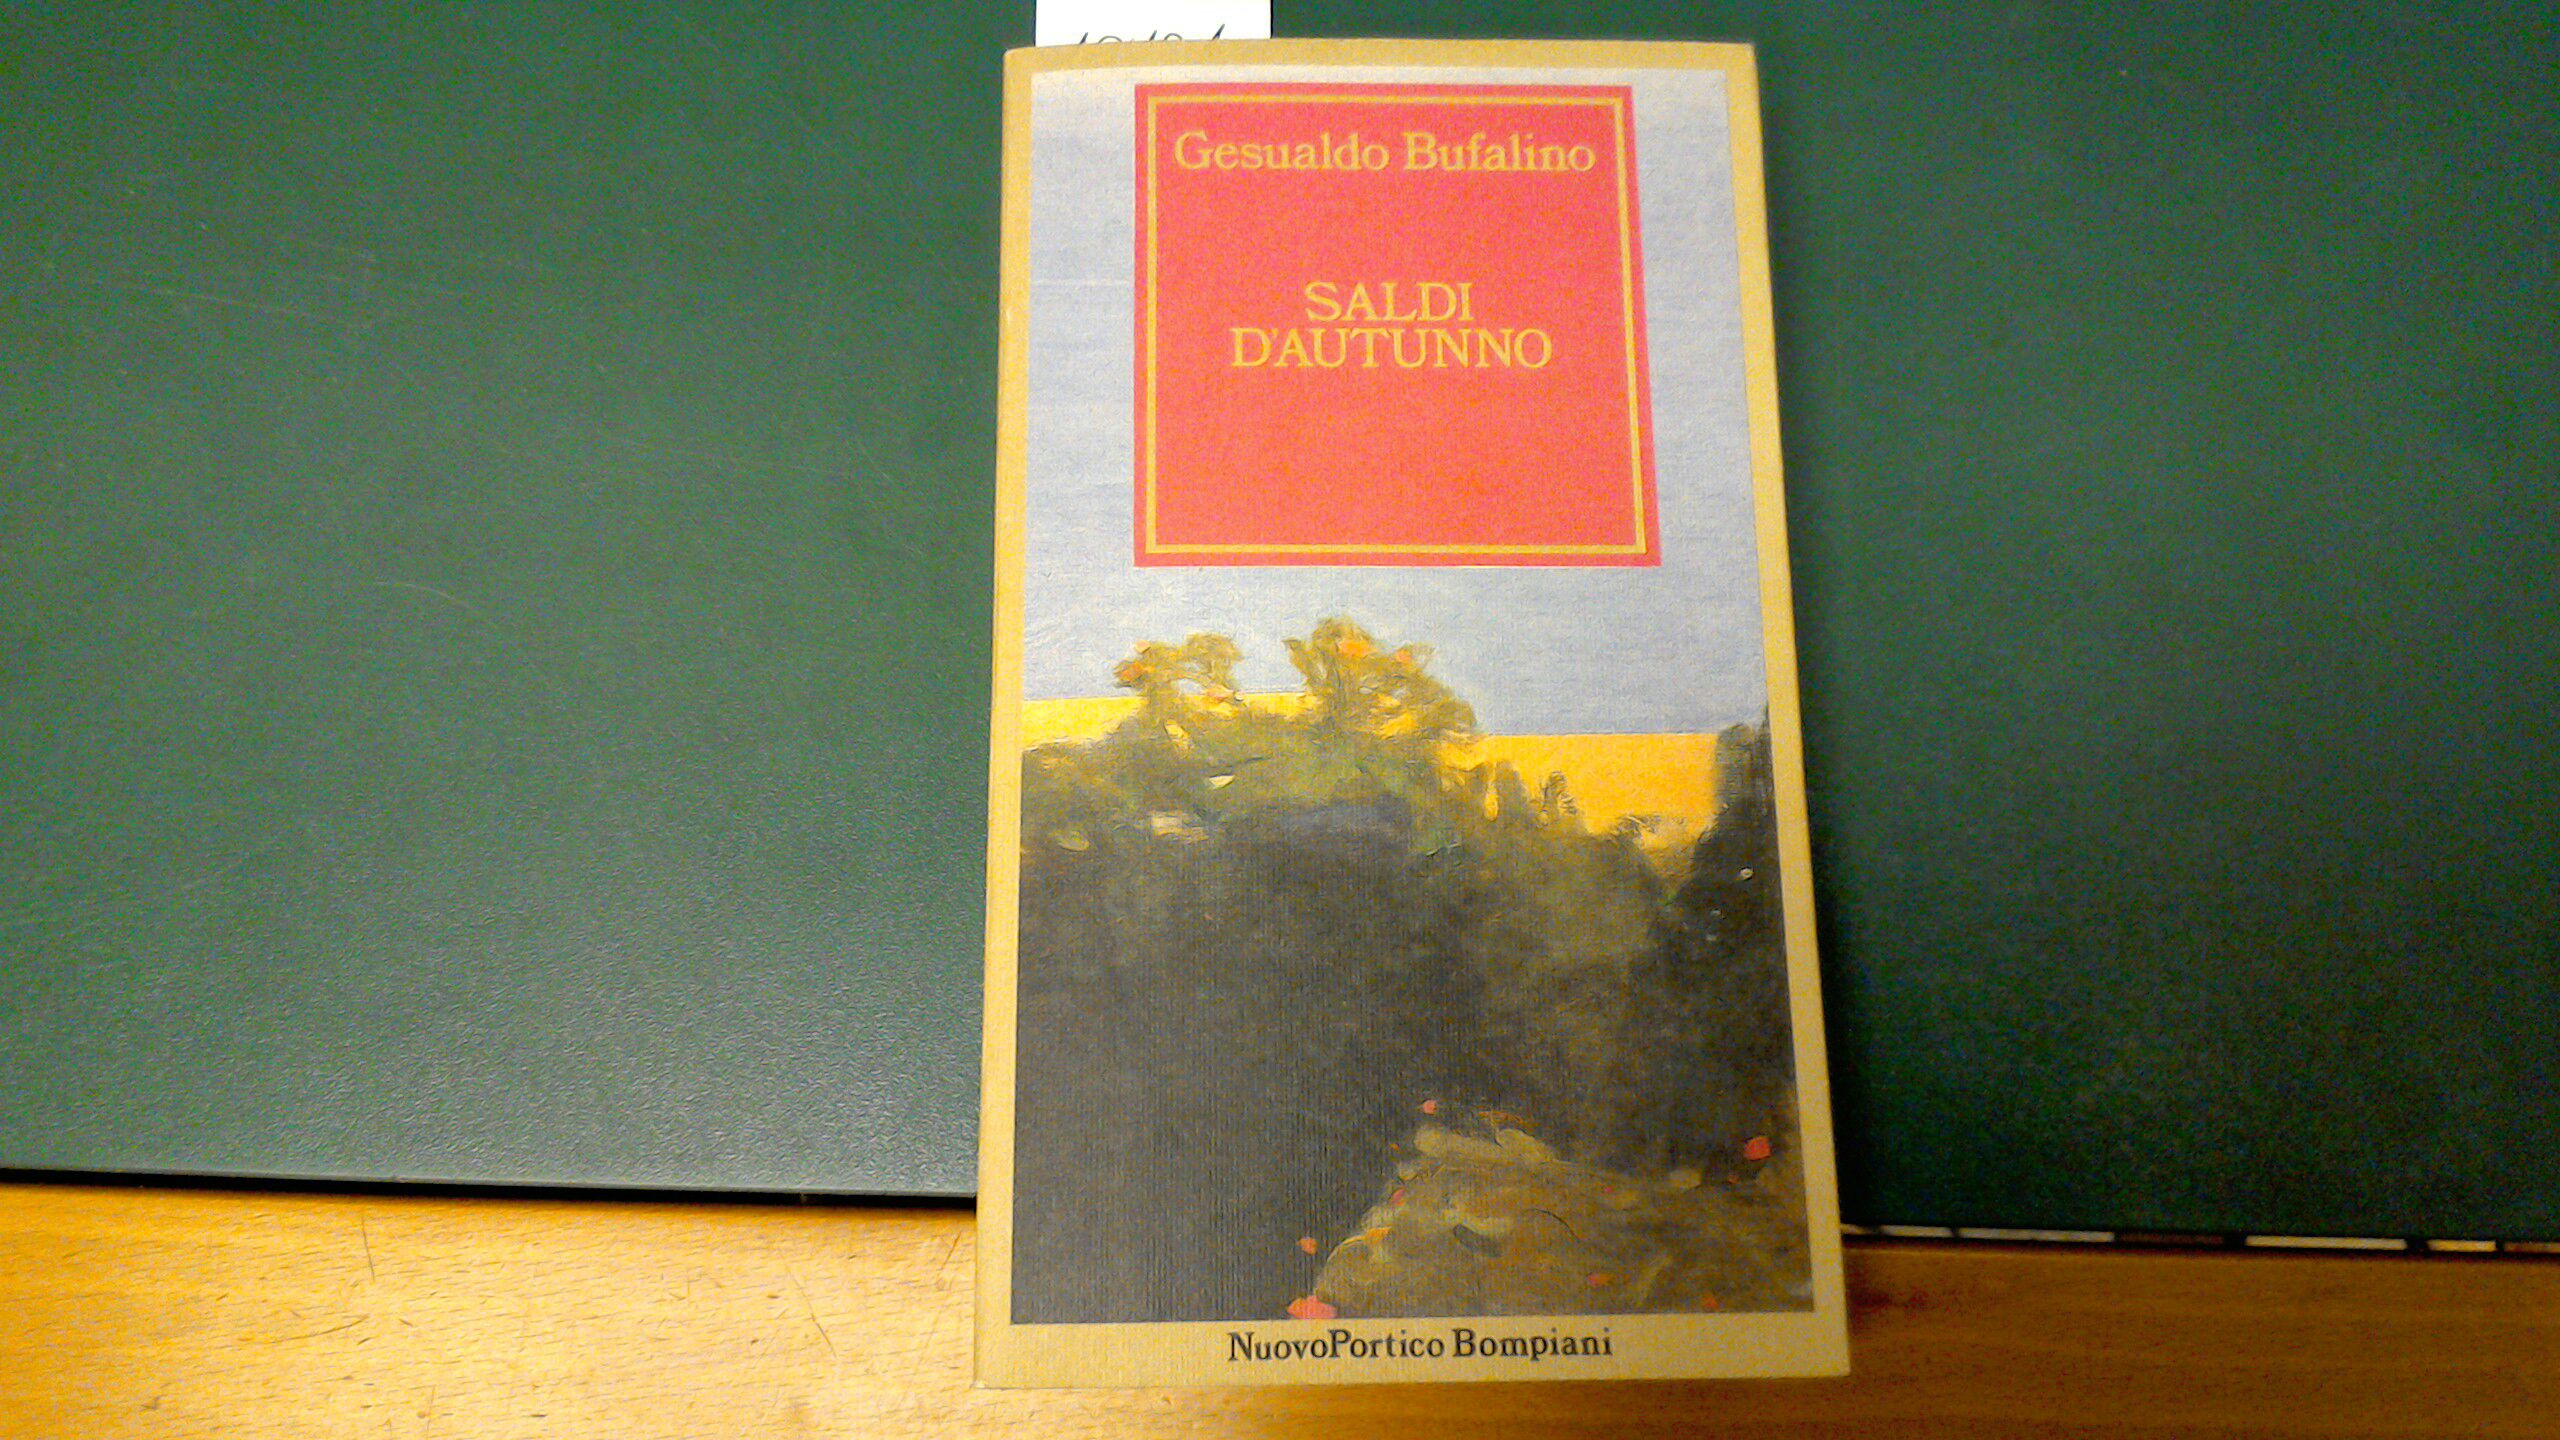 Gesualdo Bufalino
SALDI
D'AUTUNNO
NuovoPortico Bompiani